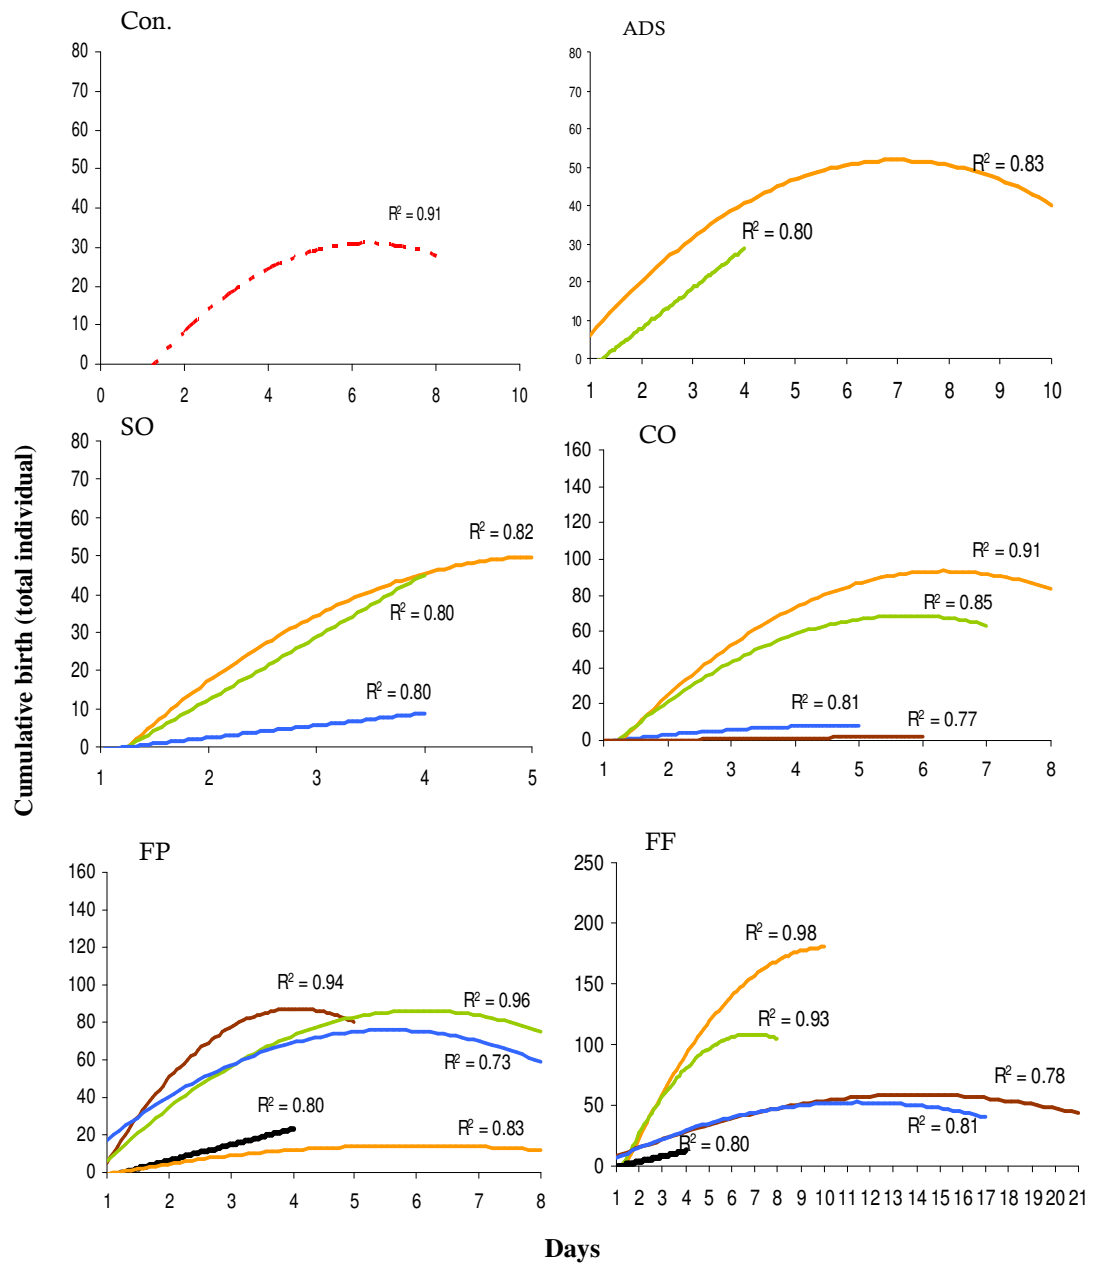 Con.
80
70
60
50
40
30
20
10
0
R² = 0.91
0 2 4 6 8 10
ADS
80
70
60
50
40
30
20
10
0
R² = 0.83
R² = 0.80
1 2 3 4 5 6 7 8 9 10
Cumulative birth (total individual)
SO
80
70
60
50
40
30
20
10
0
R² = 0.82
R² = 0.80
R² = 0.80
1 2 3 4 5
CO
160
140
120
100
80
60
40
20
0
R² = 0.91
R² = 0.85
R² = 0.81
R² = 0.77
1 2 3 4 5 6 7 8
FP
160
140
120
100
80
60
40
20
0
R² = 0.94
R² = 0.96
R² = 0.73
R² = 0.80
R² = 0.83
1 2 3 4 5 6 7 8
FF
250
200
150
100
50
0
R² = 0.98
R² = 0.93
R² = 0.78
R² = 0.81
R² = 0.80
1 2 3 4 5 6 7 8 9 10 11 12 13 14 15 16 17 18 19 20 21
Days